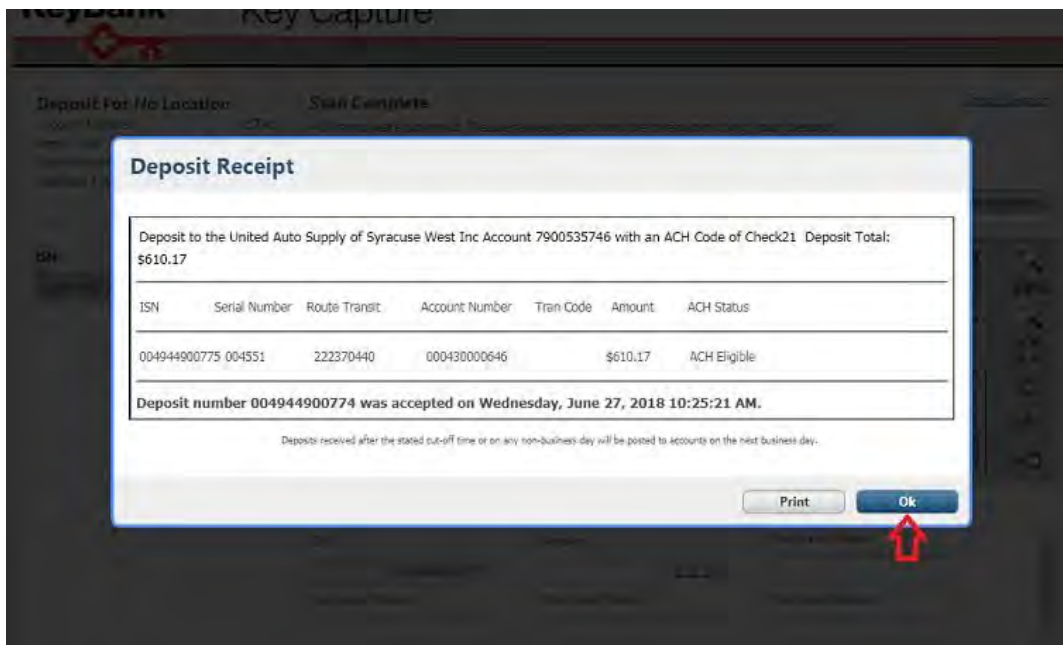 KeyBank Key Capture
Deposit For No Location Scan Complete
Deposit Receipt
Deposit to the United Auto Supply of Syracuse West Inc Account 7900535746 with an ACH Code of Check21 Deposit Total:
$610.17
ISN Serial Number Route Transit Account Number Tran Code Amount ACH Status
004944900775 004551 222370440 000430000646 $610.17 ACH Eligible
Deposit number 004944900774 was accepted on Wednesday, June 27, 2018 10:25:21 AM.
Deposits received after the stated cut-off time or on any non-business day will be posted to accounts on the next business day.
Print Ok